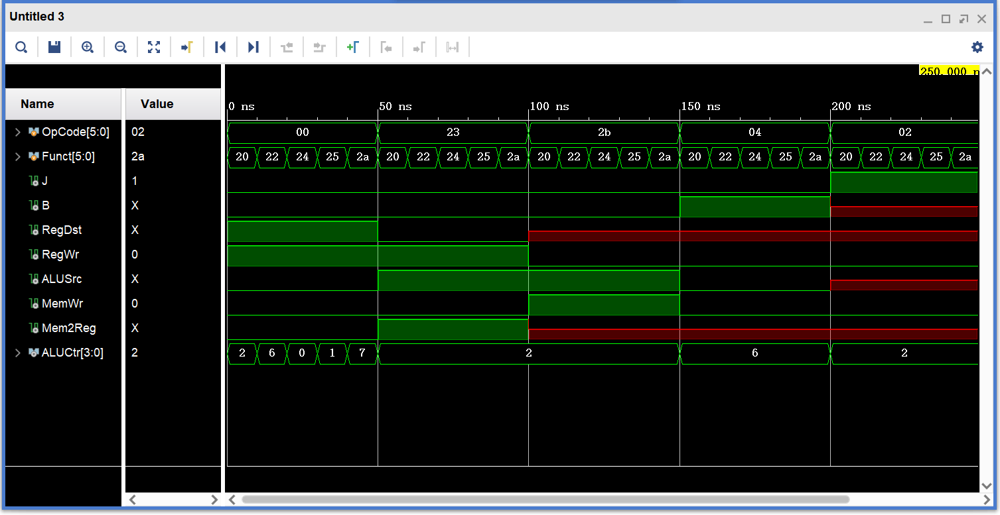 Untitled 3
250.000 n
Name Value 0 ns 50 ns 100 ns 150 ns 200 ns
OpCode[5:0] 02 00 23 2b 04 02
Funct[5:0] 2a 20 22 24 25 2a 20 22 24 25 2a 20 22 24 25 2a 20 22 24 25 2a 20 22 24 25 2a
J 1
B X
RegDst X
RegWr 0
ALUSrc X
MemWr 0
Mem2Reg X
ALUCtr[3:0] 2 2 6 0 1 7 2 6 2